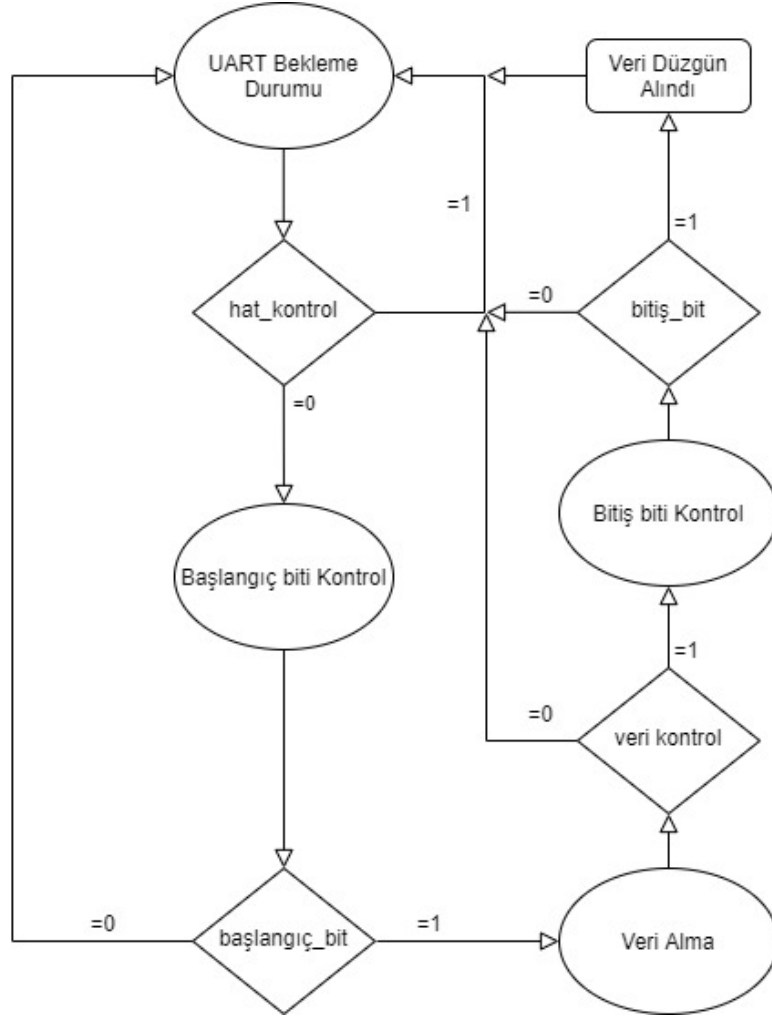 UART Bekleme
Durumu
Veri Düzgün
Alındı
=1
=1
hat_kontrol
=0
bitiş_bit
=0
Başlangıç biti Kontrol
Bitiş biti Kontrol
=1
=0
veri kontrol
=0
başlangıç_bit
=1
Veri Alma